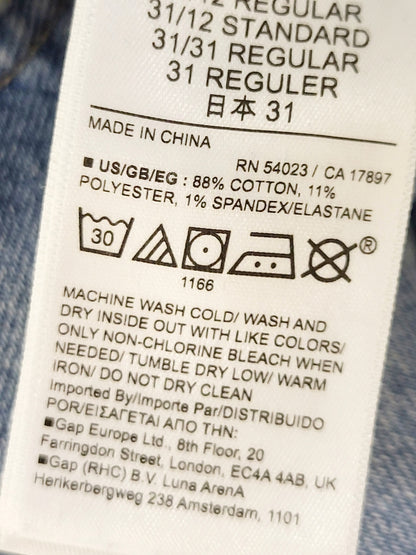 REGULAR
31/12 STANDARD
31/31 REGULAR
31 REGULER
日本 31
MADE IN CHINA
RN 54023 / CA 17897
■ US/GB/EG : 88% COTTON, 11%
POLYESTER, 1% SPANDEX/ELASTANE
30
®
1166
MACHINE WASH COLD/ WASH AND
DRY INSIDE OUT WITH LIKE COLORS/
ONLY NON-CHLORINE BLEACH WHEN
NEEDED/ TUMBLE DRY LOW/ WARM
IRON/ DO NOT DRY CLEAN
Imported By/Importe Par/DISTRIBUIDO
POR/ΕΙΣΑΓΕΤΑΙ ΑΠΟ ΤΗΝ:
■Gap Europe Ltd., 8th Floor, 20
Farringdon Street, London, EC4A 4AB, UK
■Gap (RHC) B.V. Luna ArenA
Herikerbergweg 238 Amsterdam, 1101